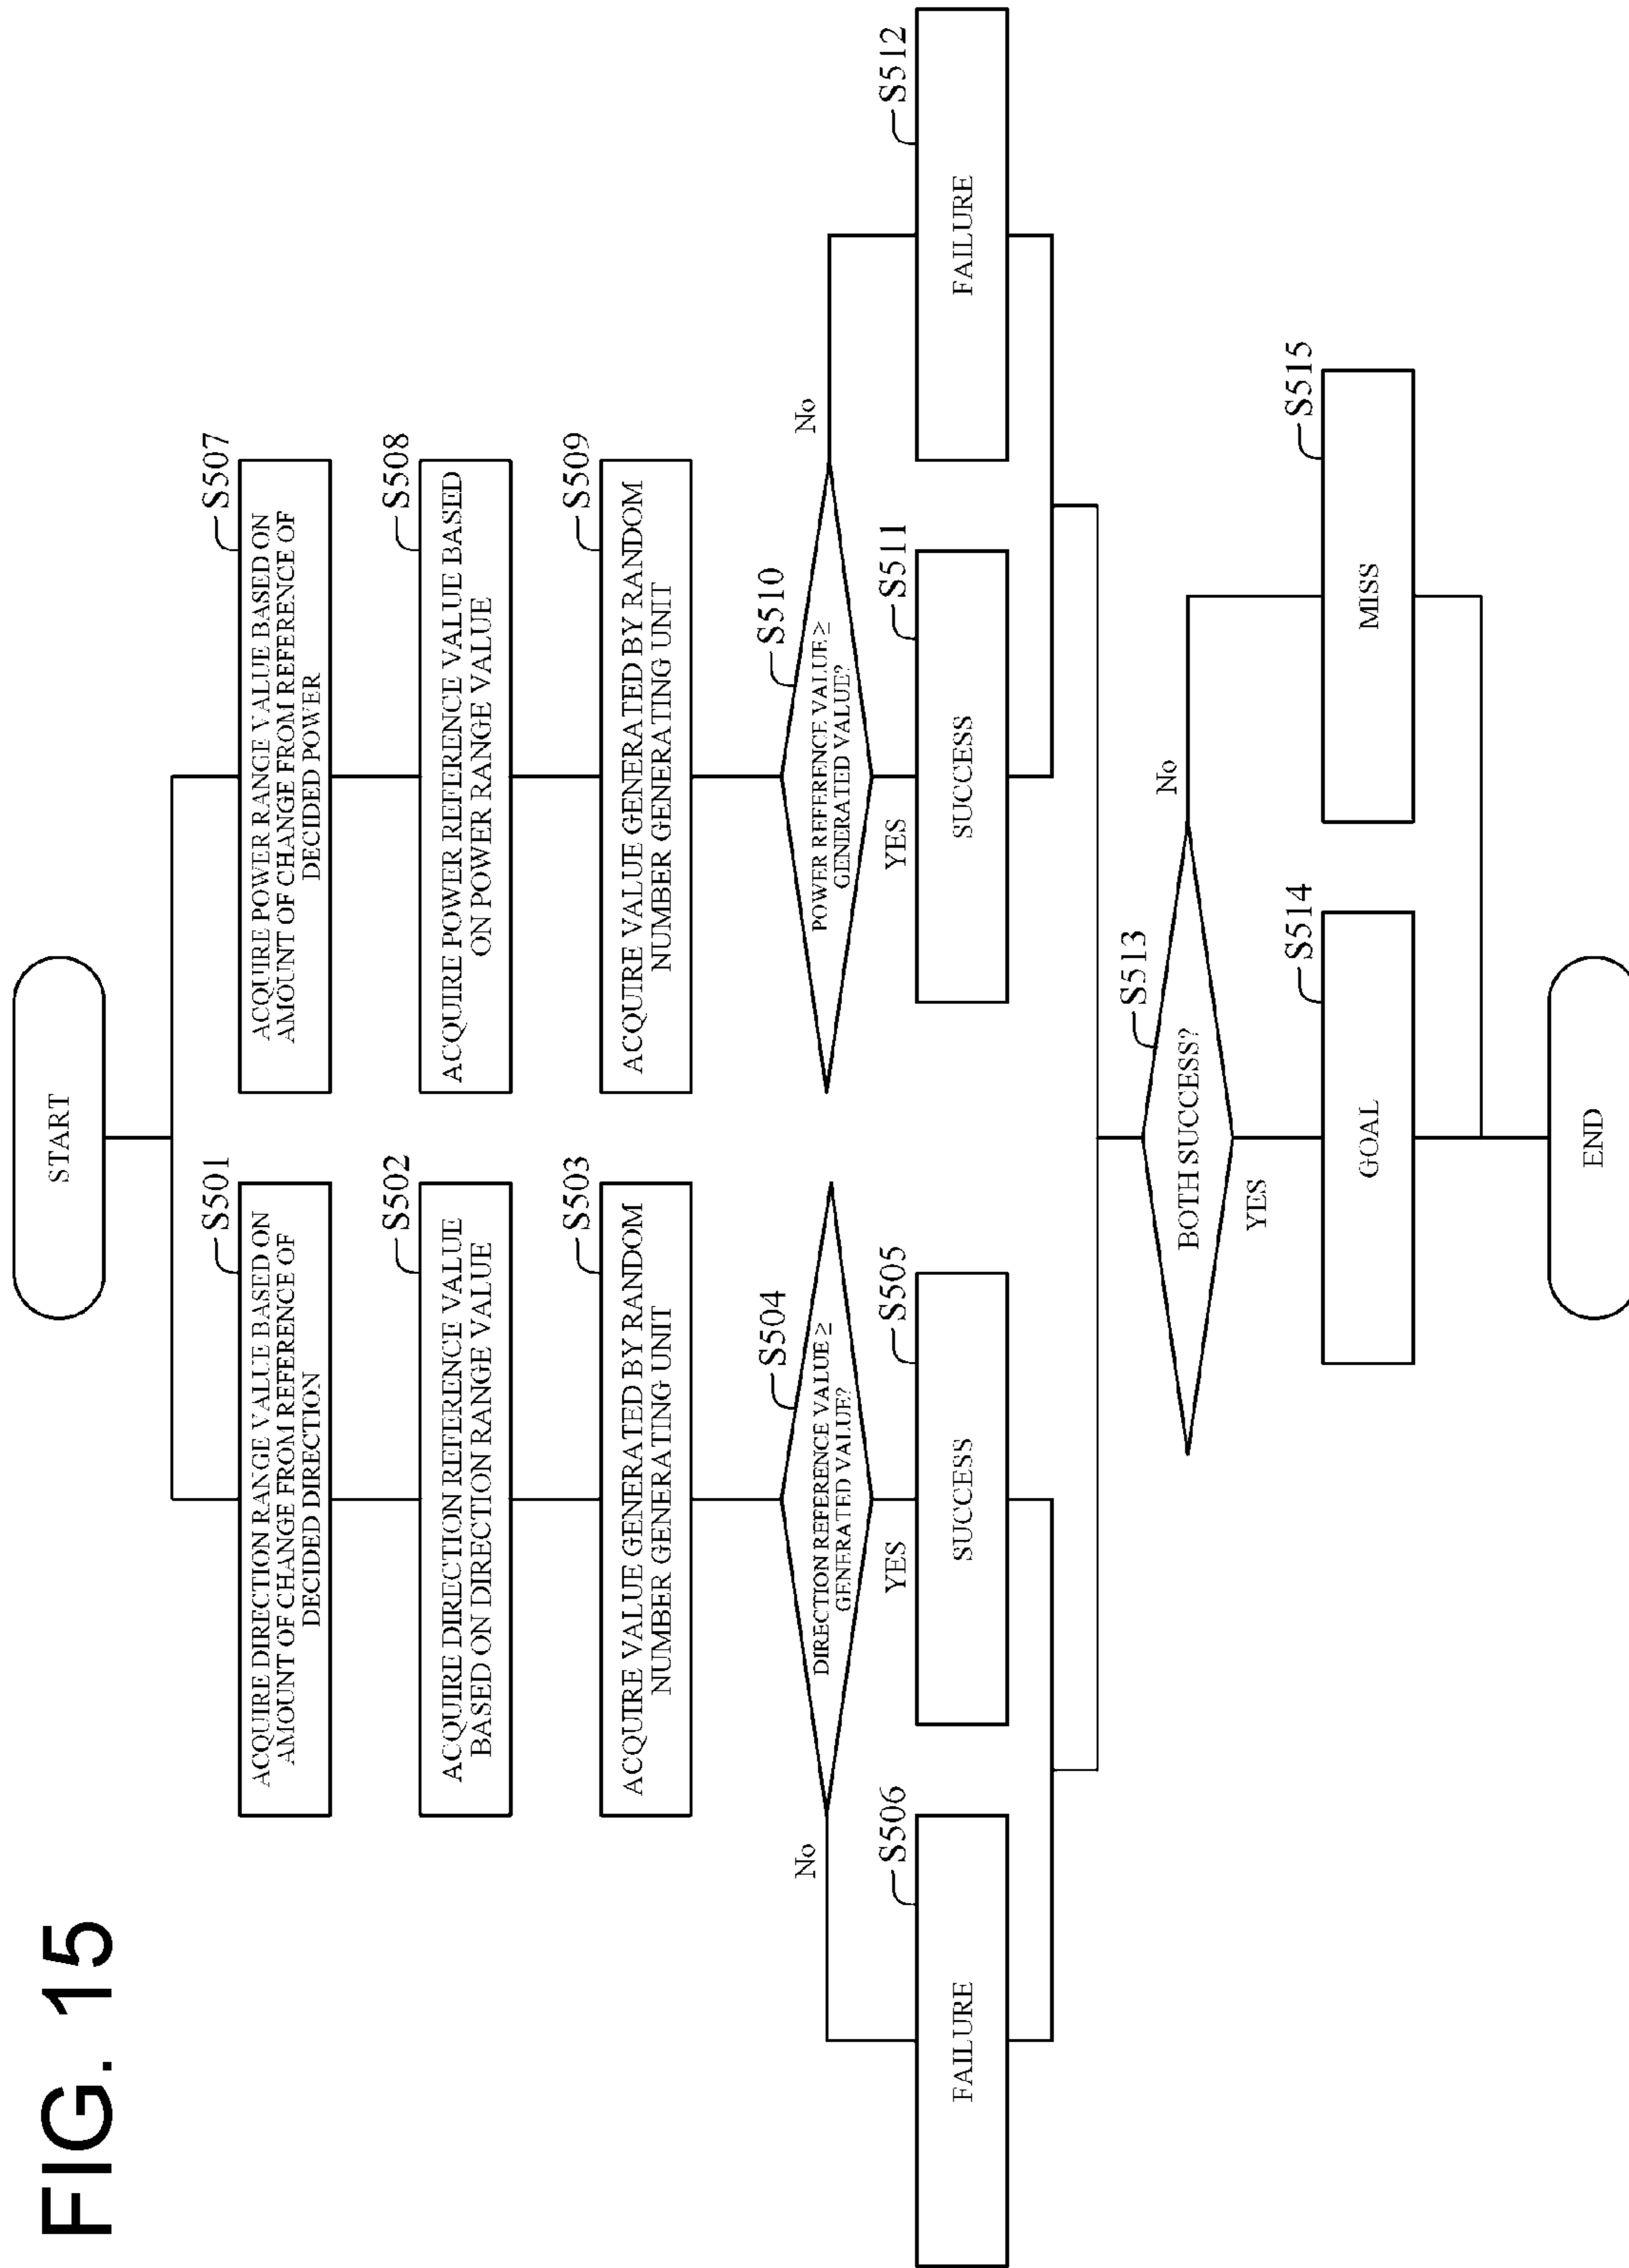 FIG. 15
START
S501
ACQUIRE DIRECTION RANGE VALUE BASED ON
AMOUNT OF CHANGE FROM REFERENCE OF
DECIDED DIRECTION
S502
ACQUIRE DIRECTION REFERENCE VALUE
BASED ON DIRECTION RANGE VALUE
S503
ACQUIRE VALUE GENERATED BY RANDOM
NUMBER GENERATING UNIT
S504
DIRECTION REFERENCE VALUE ≥
GENERATED VALUE?
No
YES
S506
FAILURE
S505
SUCCESS
S507
ACQUIRE POWER RANGE VALUE BASED ON
AMOUNT OF CHANGE FROM REFERENCE OF
DECIDED POWER
S508
ACQUIRE POWER REFERENCE VALUE BASED
ON POWER RANGE VALUE
S509
ACQUIRE VALUE GENERATED BY RANDOM
NUMBER GENERATING UNIT
S510
POWER REFERENCE VALUE ≥
GENERATED VALUE?
No
YES
S511
SUCCESS
S512
FAILURE
S513
BOTH SUCCESS?
No
YES
S514
GOAL
S515
MISS
END